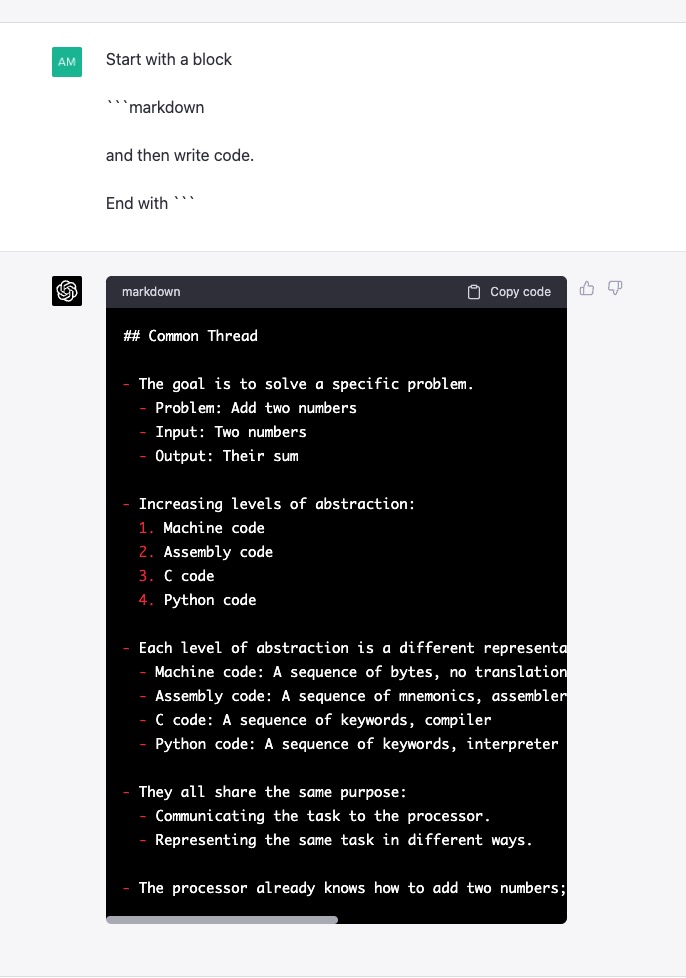 AM
Start with a block
```markdown
and then write code.
End with ```
markdown
Copy code
## Common Thread
- The goal is to solve a specific problem.
- Problem: Add two numbers
- Input: Two numbers
- Output: Their sum
- Increasing levels of abstraction:
1. Machine code
2. Assembly code
3. C code
4. Python code
- Each level of abstraction is a different representa
- Machine code: A sequence of bytes, no translation
- Assembly code: A sequence of mnemonics, assembler
- C code: A sequence of keywords, compiler
- Python code: A sequence of keywords, interpreter
- They all share the same purpose:
- Communicating the task to the processor.
- Representing the same task in different ways.
- The processor already knows how to add two numbers;